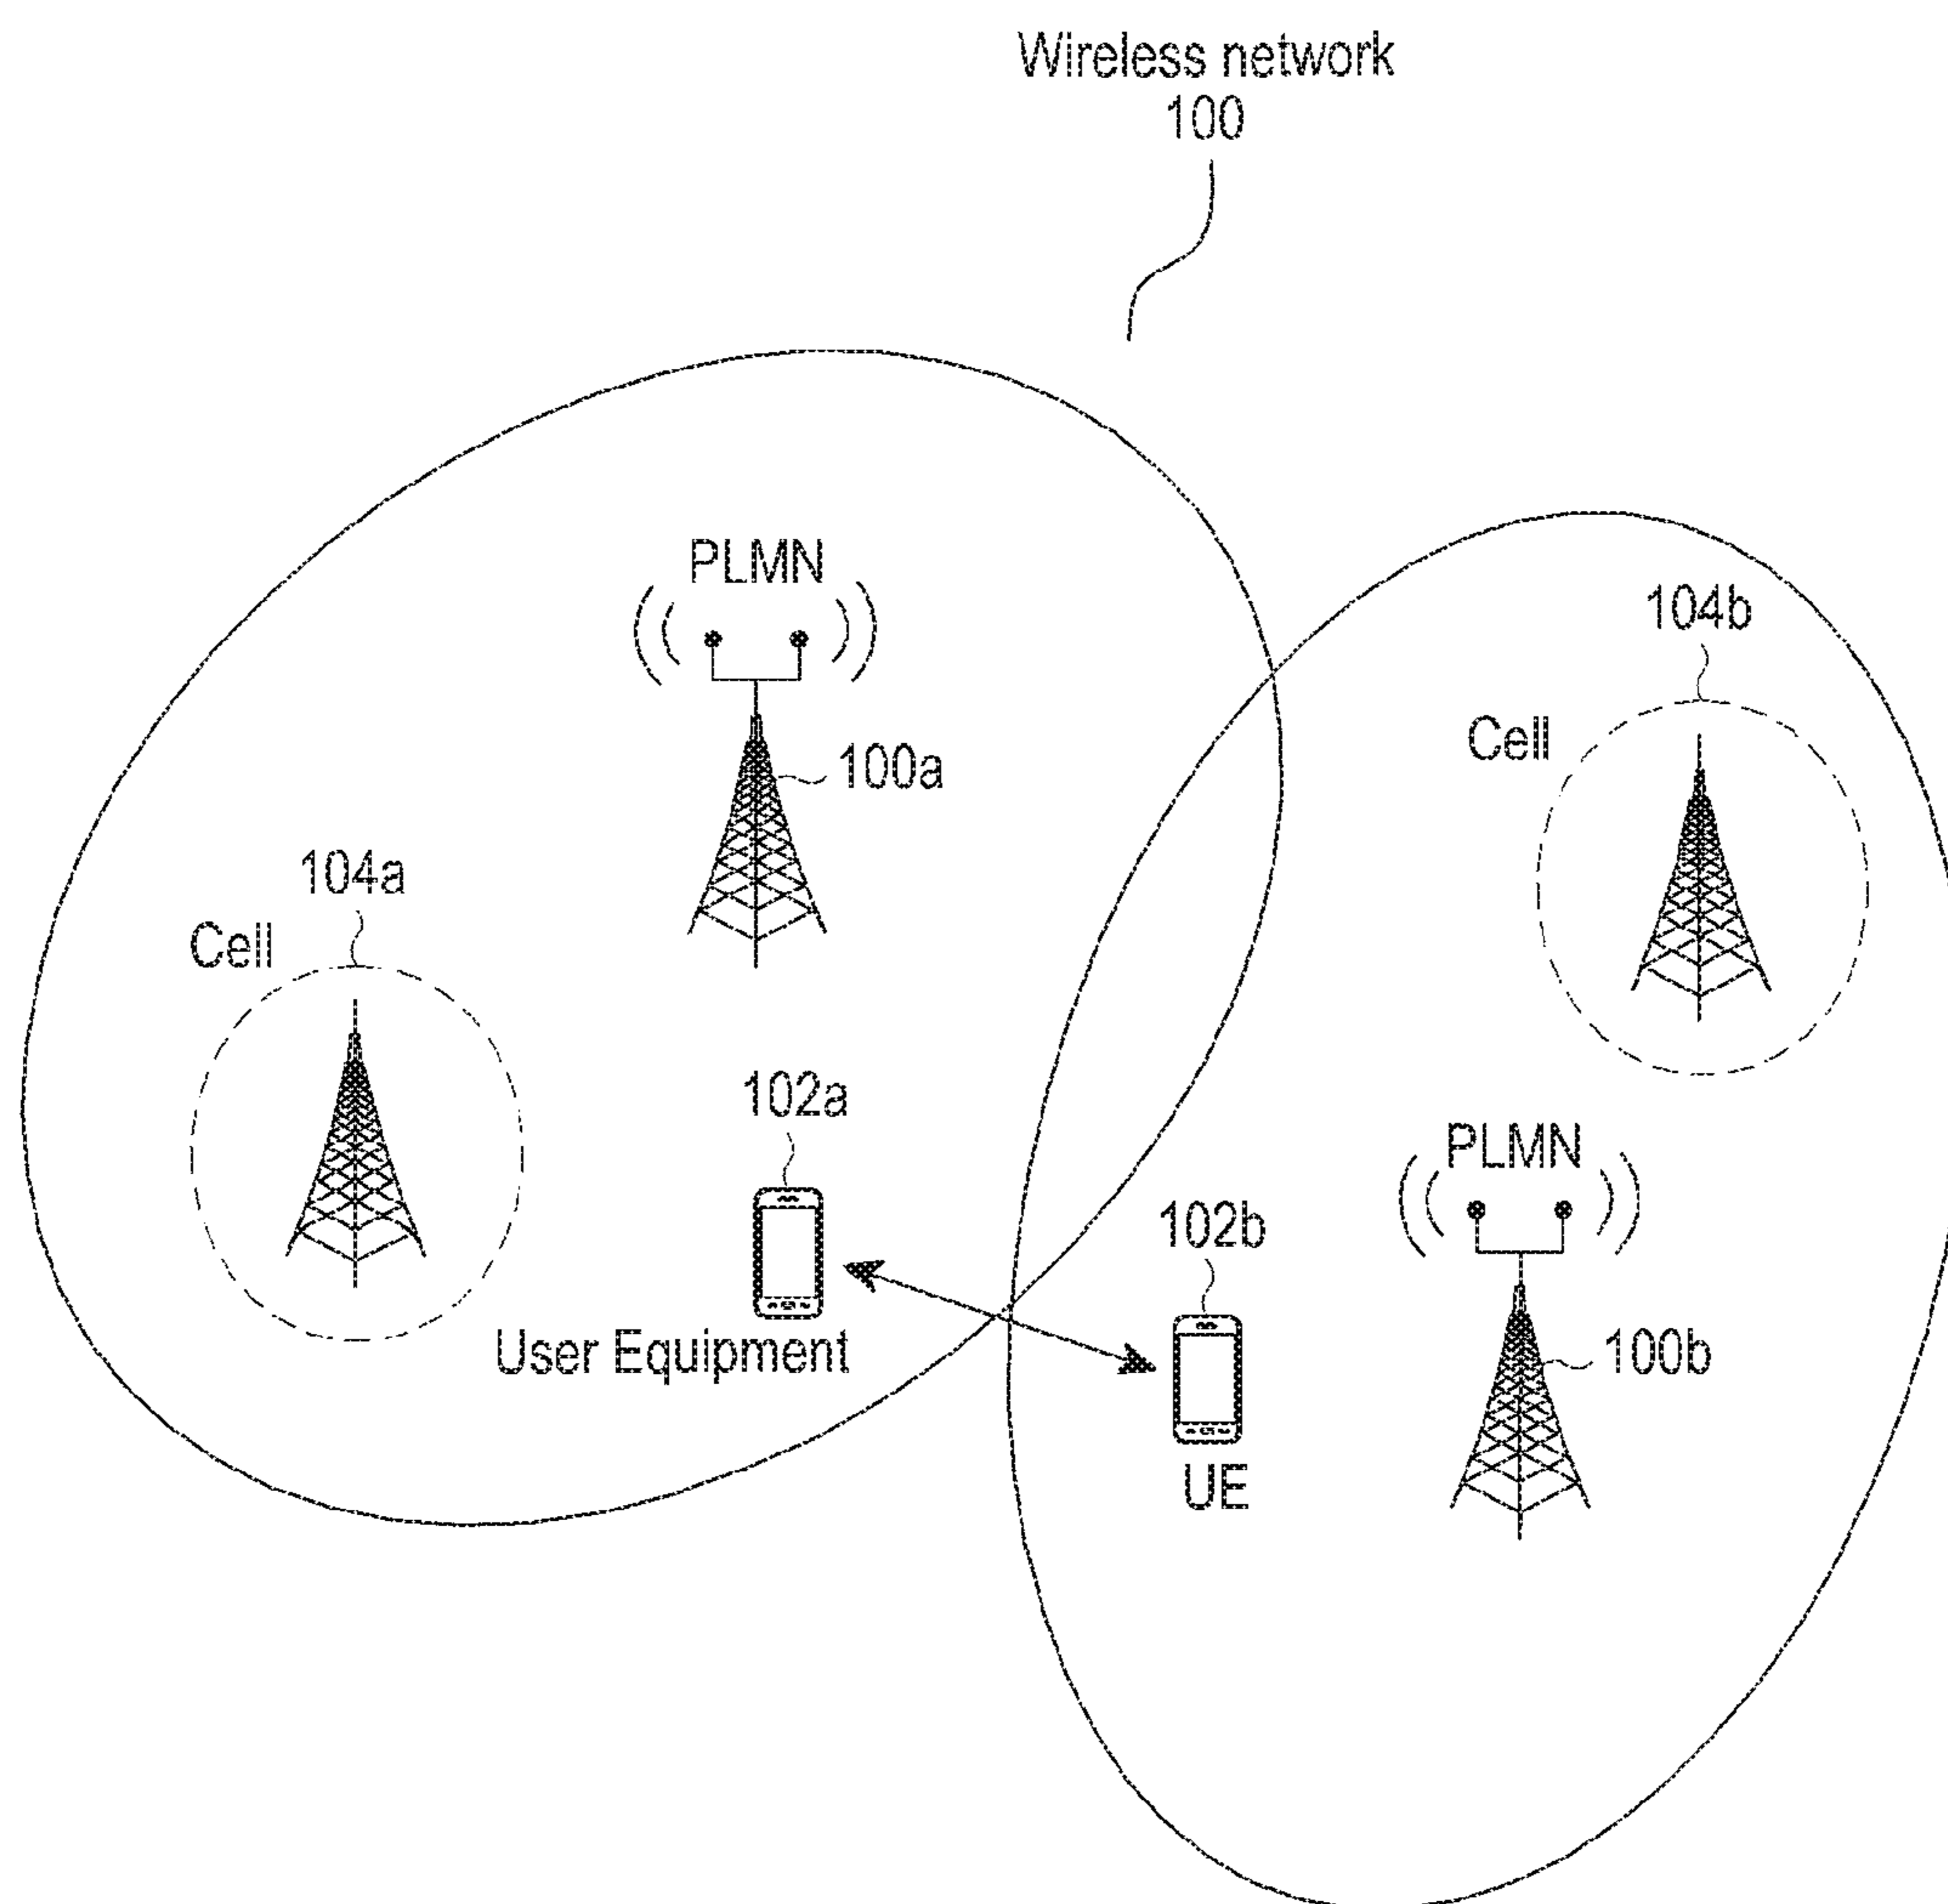 Wireless network
100
PLMN
100a
104a
Cell
102a
User Equipment
104b
Cell
PLMN
102b
100b
UE